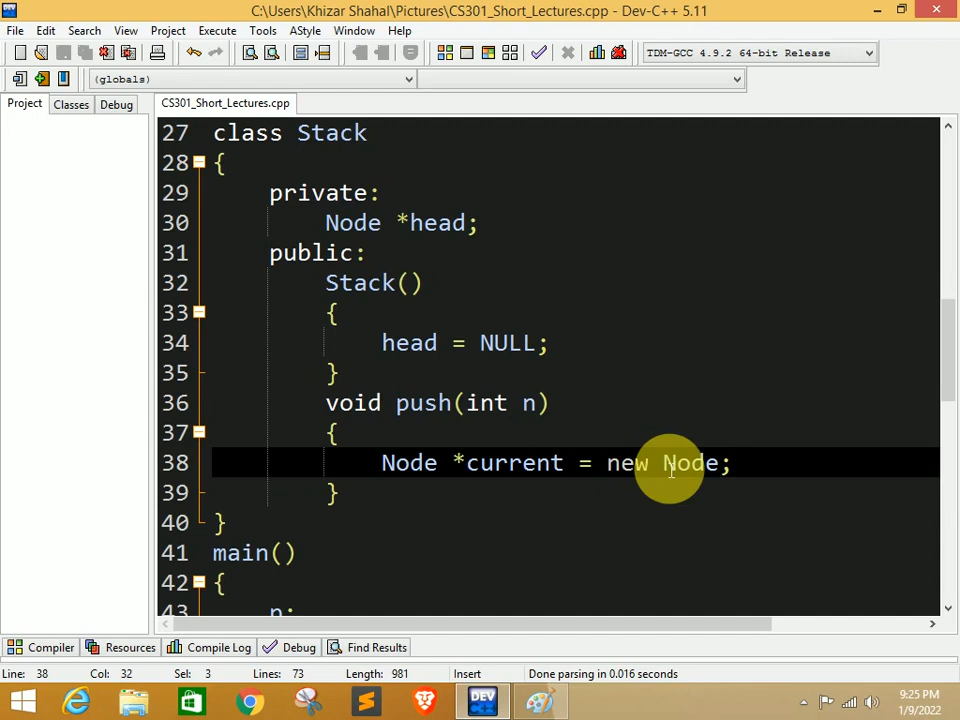 C:\Users\Khizar Shahal\Pictures\CS301_Short_Lectures.cpp - Dev-C++ 5.11
File Edit Search View Project Execute Tools AStyle Window Help
TDM-GCC 4.9.2 64-bit Release
(globals)
Project Classes Debug CS301_Short_Lectures.cpp
27 class Stack
28 {
29 private:
30 Node *head;
31 public:
32 Stack()
33 {
34 head = NULL;
35 }
36 void push(int n)
37 {
38 Node *current = new Node;
39 }
40 }
41 main()
42 {
43 n;
Compiler Resources Compile Log Debug Find Results
Line: 38 Col: 32 Sel: 3 Lines: 73 Length: 981 Insert Done parsing in 0.016 seconds
DEV
9:25 PM
1/9/2022